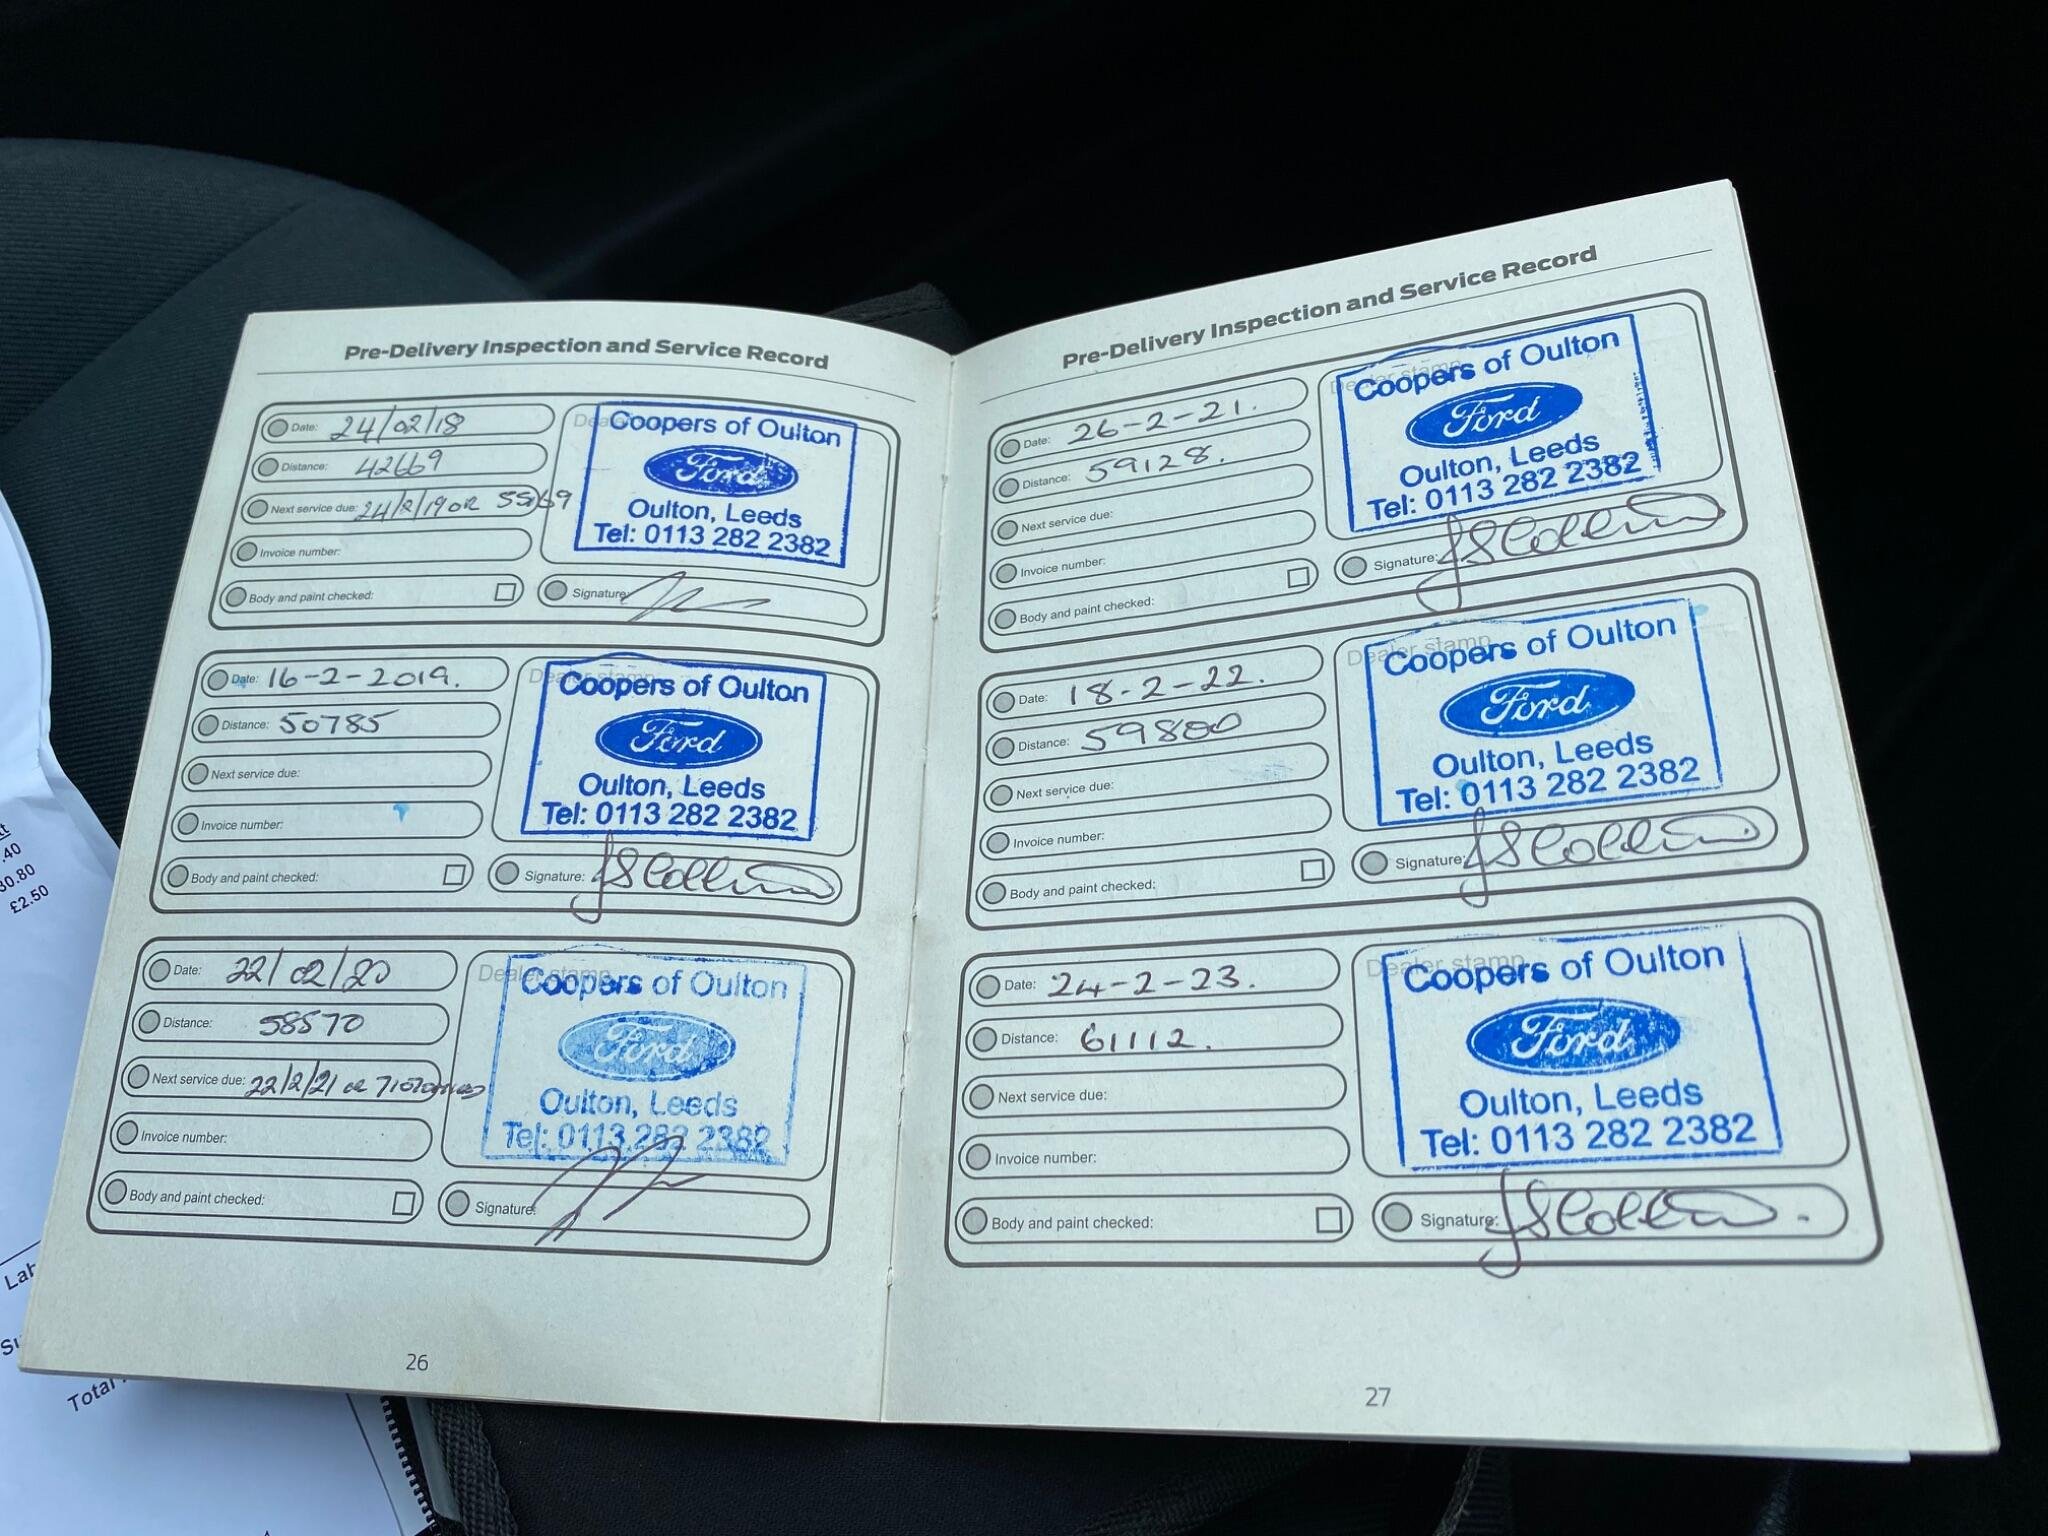 Pre-Delivery Inspection and Service Record
Date: 24/02/18
Distance: 42669
Next service due: 24/2/19 OR 55169
Invoice number:
Body and paint checked:
Coopers of Oulton
Ford
Oulton, Leeds
Tel: 0113 282 2382
Signature:
Date: 16-2-2019.
Distance: 50785
Next service due:
Invoice number:
Body and paint checked:
Dealer stamp
Coopers of Oulton
Ford
Oulton, Leeds
Tel: 0113 282 2382
Signature:
Date: 22/02/20
Distance: 58570
Next service due: 22/2/21 or 71070
Invoice number:
Body and paint checked:
Dealer stamp
Coopers of Oulton
Ford
Oulton, Leeds
Tel: 0113 282 2382
Signature:
26
Pre-Delivery Inspection and Service Record
Date: 26-2-21.
Distance: 59128.
Next service due:
Invoice number:
Body and paint checked:
Dealer stamp
Coopers of Oulton
Ford
Oulton, Leeds
Tel: 0113 282 2382
Signature:
Date: 18-2-22.
Distance: 59800
Next service due:
Invoice number:
Body and paint checked:
Dealer stamp
Coopers of Oulton
Ford
Oulton, Leeds
Tel: 0113 282 2382
Signature:
Date: 24-2-23.
Distance: 61112.
Next service due:
Invoice number:
Body and paint checked:
Dealer stamp
Coopers of Oulton
Ford
Oulton, Leeds
Tel: 0113 282 2382
Signature:
27
.40
30.80
£2.50
Total